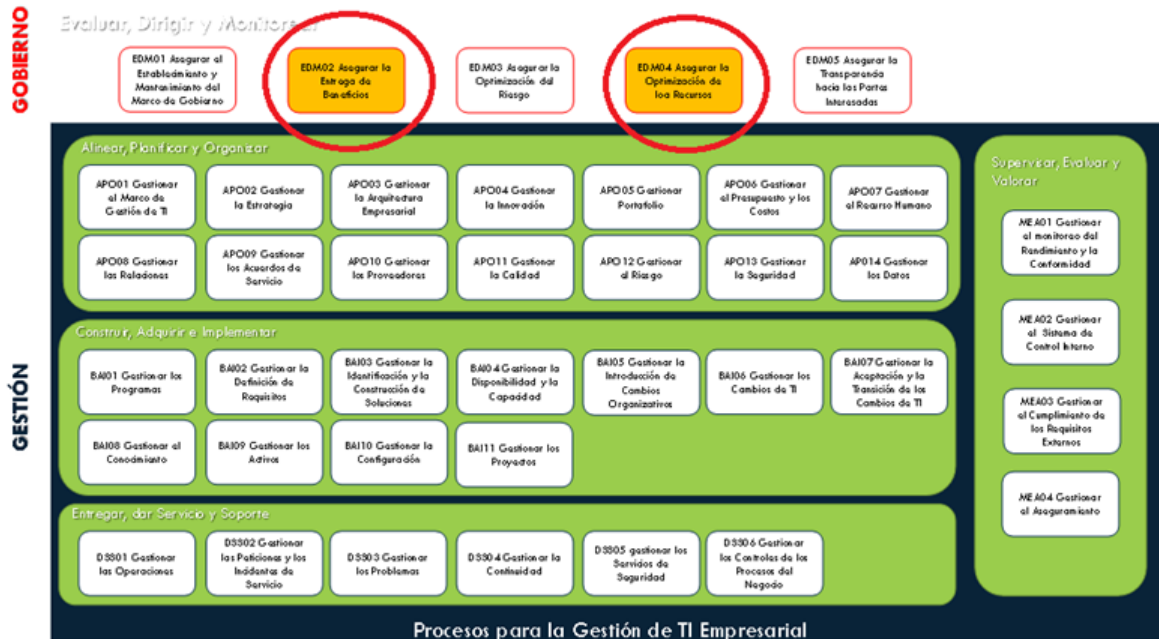 Evaluar, Dirigir y Monitorear
GOBIERNO
EDM01 Asegurar el
Establecimiento y
Mantenimiento del
Marco de Gobierno
EDM02 Asegurar la
Entrega de
Beneficios
EDM03 Asegurar la
Optimización del
Riesgo
EDM04 Asegurar la
Optimización de
los Recursos
EDM05 Asegurar la
Transparencia
hacia las Partes
Interesadas
GESTIÓN
Alinear, Planificar y Organizar
APO01 Gestionar
el Marco de
Gestión de TI
APO02 Gestionar
la Estrategia
APO03 Gestionar
la Arquitectura
Empresarial
APO04 Gestionar
la Innovación
APO05 Gestionar
Portafolio
APO06 Gestionar
el Presupuesto y los
Costos
APO07 Gestionar
el Recurso Humano
APO08 Gestionar
las Relaciones
APO09 Gestionar
los Acuerdos de
Servicio
APO10 Gestionar
los Proveedores
APO11 Gestionar
la Calidad
APO12 Gestionar
el Riesgo
APO13 Gestionar
la Seguridad
AP014 Gestionar
los Datos
Construir, Adquirir e Implementar
BAI01 Gestionar los
Programas
BAI02 Gestionar la
Definición de
Requisitos
BAI03 Gestionar la
Identificación y la
Construcción de
Soluciones
BAI04 Gestionar la
Disponibilidad y la
Capacidad
BAI05 Gestionar la
Introducción de
Cambios
Organizativos
BAI06 Gestionar los
Cambios de TI
BAI07 Gestionar la
Aceptación y la
Transición de los
Cambios de TI
BAI08 Gestionar el
Conocimiento
BAI09 Gestionar los
Activos
BAI10 Gestionar la
Configuración
BAI11 Gestionar los
Proyectos
Entregar, dar Servicio y Soporte
DSS01 Gestionar
las Operaciones
DSS02 Gestionar
las Peticiones y los
Incidentes de
Servicio
DSS03 Gestionar
los Problemas
DSS04 Gestionar la
Continuidad
DSS05 gestionar los
Servicios de
Seguridad
DSS06 Gestionar
los Controles de los
Procesos del
Negocio
Supervisar, Evaluar y
Valorar
MEA01 Gestionar
el monitoreo del
Rendimiento y la
Conformidad
MEA02 Gestionar
el Sistema de
Control Interno
MEA03 Gestionar
el Cumplimiento de
los Requisitos
Externos
MEA04 Gestionar
el Aseguramiento
Procesos para la Gestión de TI Empresarial